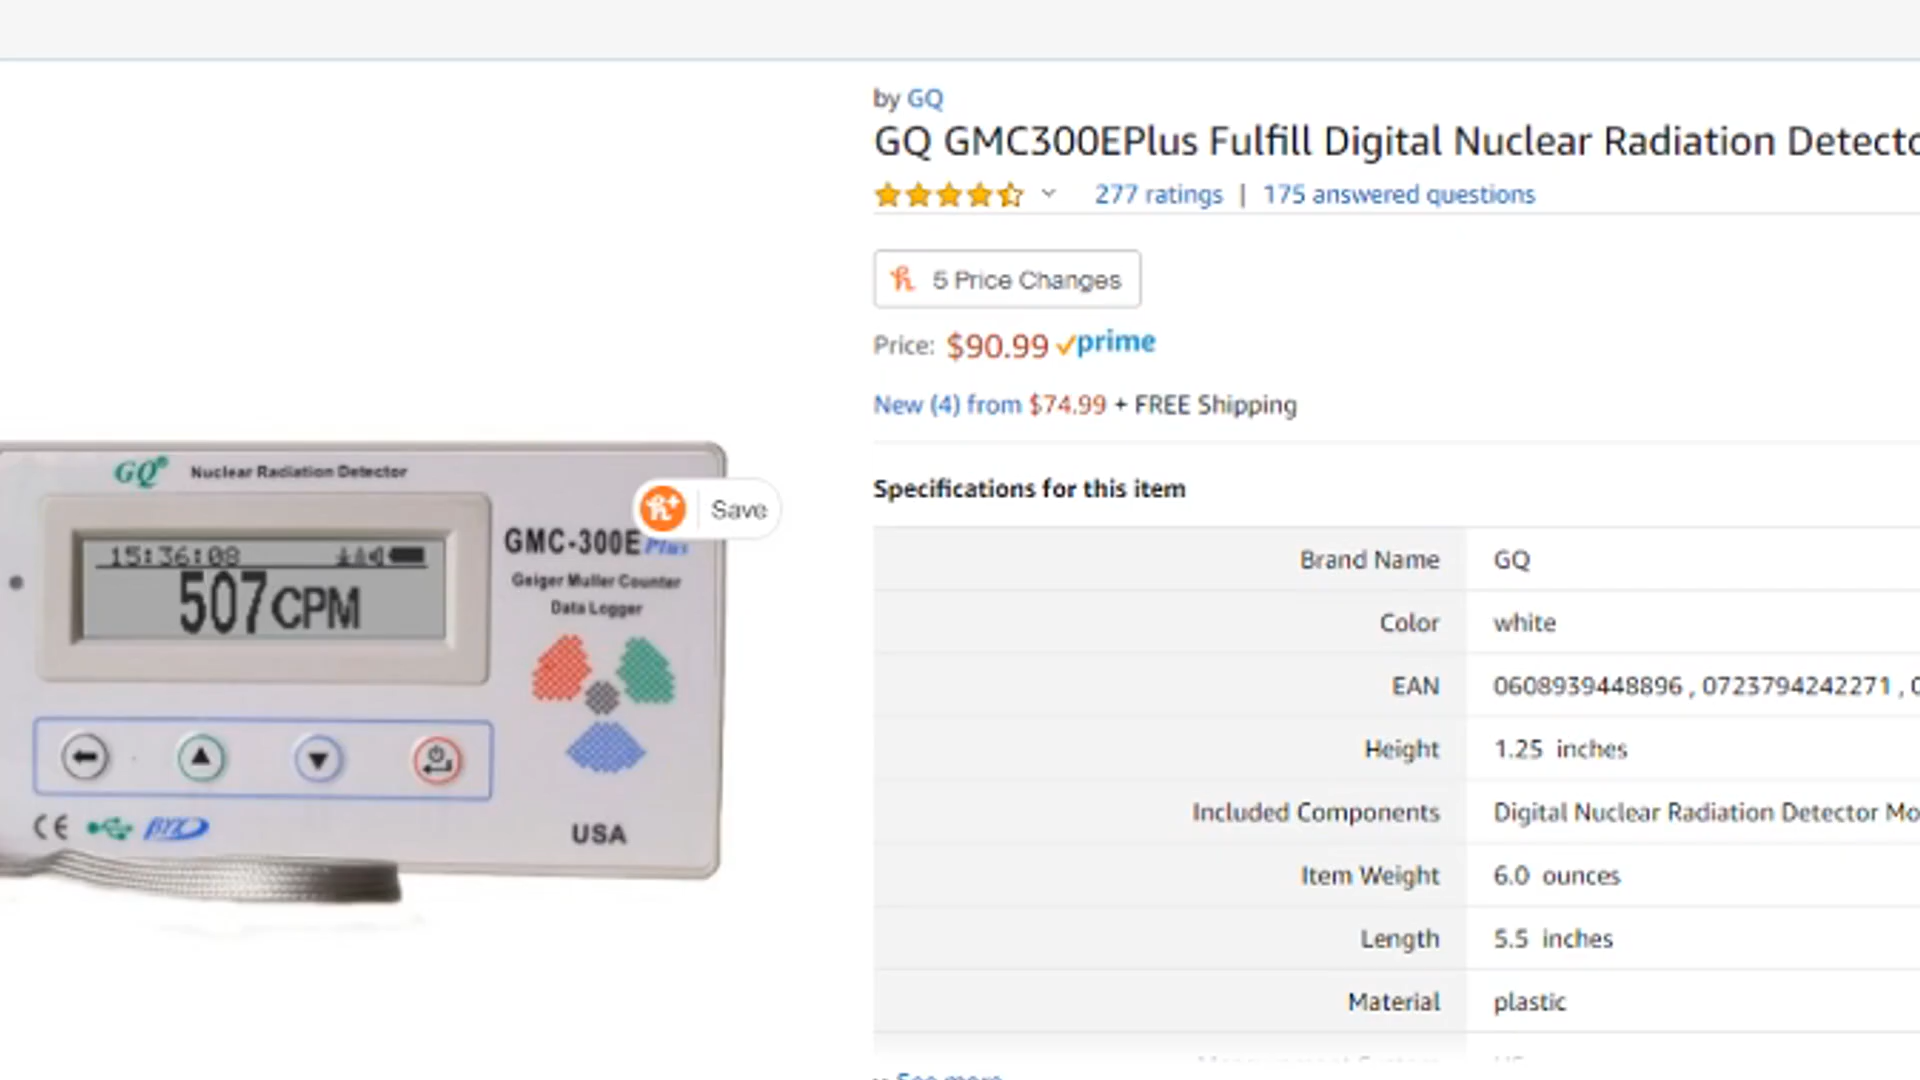 by GQ
GQ GMC300EPlus Fulfill Digital Nuclear Radiation Detecto
277 ratings | 175 answered questions
5 Price Changes
Price: $90.99 prime
New (4) from $74.99 + FREE Shipping
Specifications for this item
Brand Name GQ
Color white
EAN 0608939448896 , 0723794242271 , 0
Height 1.25 inches
Included Components Digital Nuclear Radiation Detector Mo
Item Weight 6.0 ounces
Length 5.5 inches
Material plastic
See more
GQ® Nuclear Radiation Detector
Save
GMC-300E Plus
Geiger Muller Counter
Data Logger
15:36:08
507CPM
CE
USA